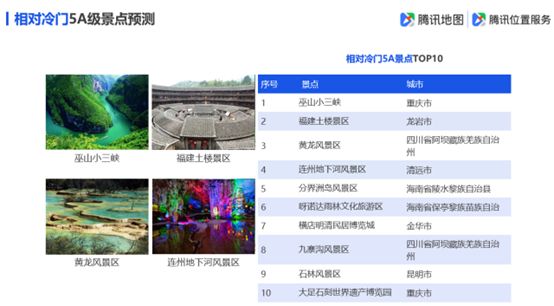 相对冷门5A级景点预测
腾讯地图
腾讯位置服务
相对冷门5A景点TOP10
巫山小三峡
福建土楼景区
黄龙风景区
连州地下河风景区
序号 景点 城市
1 巫山小三峡 重庆市
2 福建土楼景区 龙岩市
3 黄龙风景区 四川省阿坝藏族羌族自治
州
4 连州地下河风景区 清远市
5 分界洲岛风景区 海南省陵水黎族自治县
6 呀诺达雨林文化旅游区 海南省保亭黎族苗族自治
7 横店明清民居博览城 金华市
8 九寨沟风景区 四川省阿坝藏族羌族自治
州
9 石林风景区 昆明市
10 大足石刻世界遗产博览园 重庆市